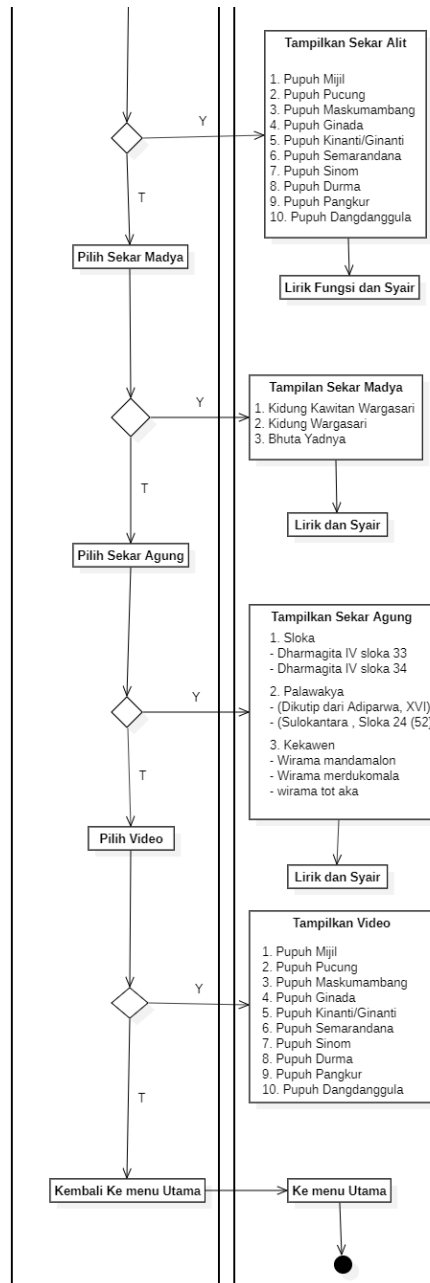 Tampilkan Sekar Alit
1. Pupuh Mijil
2. Pupuh Pucung
3. Pupuh Maskumambang
4. Pupuh Ginada
5. Pupuh Kinanti/Ginanti
6. Pupuh Semarandana
7. Pupuh Sinom
8. Pupuh Durma
9. Pupuh Pangkur
10. Pupuh Dangdanggula
Y
T
Pilih Sekar Madya
Lirik Fungsi dan Syair
Tampilan Sekar Madya
1. Kidung Kawitan Wargasari
2. Kidung Wargasari
3. Bhuta Yadnya
Y
T
Lirik dan Syair
Pilih Sekar Agung
Tampilkan Sekar Agung
1. Sloka
- Dharmagita IV sloka 33
- Dharmagita IV sloka 34
2. Palawakya
- (Dikutip dari Adiparwa, XVI)
- (Sulokantara , Sloka 24 (52)
3. Kekawen
- Wirama mandamalon
- Wirama merdukomala
- wirama tot aka
Y
T
Pilih Video
Lirik dan Syair
Tampilkan Video
1. Pupuh Mijil
2. Pupuh Pucung
3. Pupuh Maskumambang
4. Pupuh Ginada
5. Pupuh Kinanti/Ginanti
6. Pupuh Semarandana
7. Pupuh Sinom
8. Pupuh Durma
9. Pupuh Pangkur
10. Pupuh Dangdanggula
Y
T
Kembali Ke menu Utama
Ke menu Utama